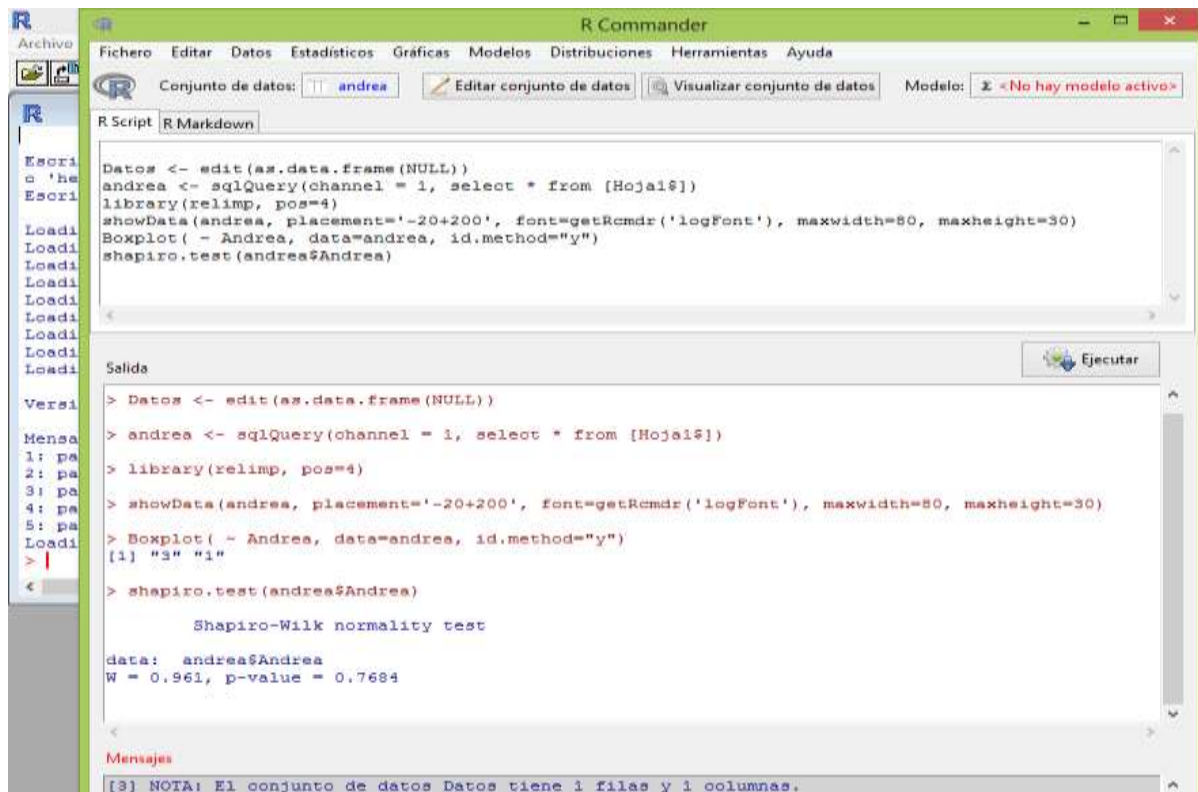 R Commander
Archivo
Fichero Editar Datos Estadísticos Gráficas Modelos Distribuciones Herramientas Ayuda
Conjunto de datos: andrea Editar conjunto de datos Visualizar conjunto de datos Modelo: Σ <No hay modelo activo>
R Script R Markdown
Datos <- edit(as.data.frame(NULL))
andrea <- sqlQuery(channel = 1, select * from [Hoja1$])
library(relimp, pos=4)
showData(andrea, placement='-20+200', font=getRcmdr('logFont'), maxwidth=80, maxheight=30)
Boxplot( ~ Andrea, data=andrea, id.method="y")
shapiro.test(andrea$Andrea)
Ejecutar
Salida
> Datos <- edit(as.data.frame(NULL))
> andrea <- sqlQuery(channel = 1, select * from [Hoja1$])
> library(relimp, pos=4)
> showData(andrea, placement='-20+200', font=getRcmdr('logFont'), maxwidth=80, maxheight=30)
> Boxplot( ~ Andrea, data=andrea, id.method="y")
[1] "3" "1"
> shapiro.test(andrea$Andrea)
Shapiro-Wilk normality test
data: andrea$Andrea
W = 0.961, p-value = 0.7684
Mensajes
[3] NOTA: El conjunto de datos Datos tiene 1 filas y 1 columnas.
Escri
o 'he
Escri
Loadi
Loadi
Loadi
Loadi
Loadi
Loadi
Loadi
Loadi
Loadi
Versi
Mensa
1: pa
2: pa
3: pa
4: pa
5: pa
Loadi
>